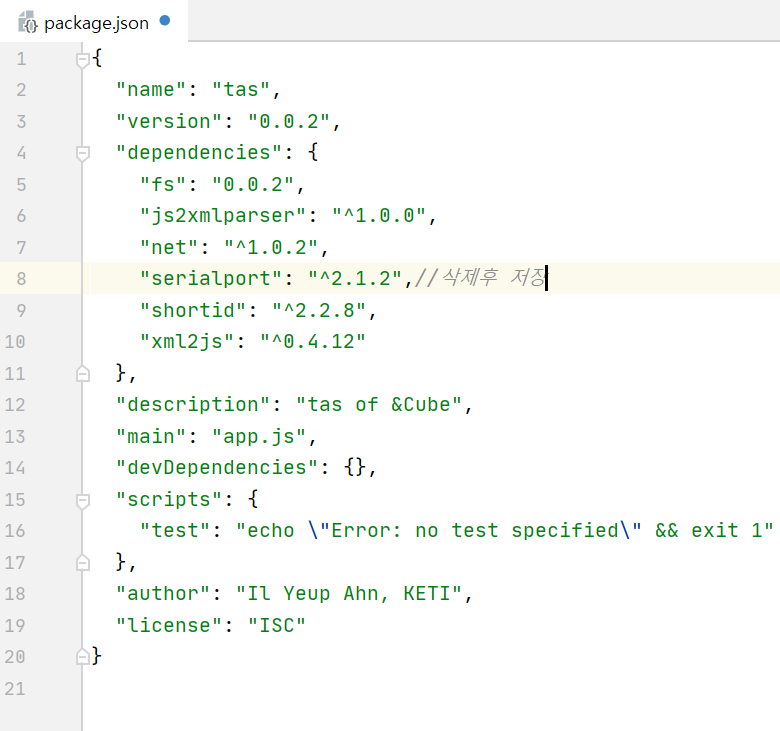 package.json
1 {
2 "name": "tas",
3 "version": "0.0.2",
4 "dependencies": {
5 "fs": "0.0.2",
6 "js2xmlparser": "^1.0.0",
7 "net": "^1.0.2",
8 "serialport": "^2.1.2",//삭제후 저장
9 "shortid": "^2.2.8",
10 "xml2js": "^0.4.12"
11 },
12 "description": "tas of &Cube",
13 "main": "app.js",
14 "devDependencies": {},
15 "scripts": {
16 "test": "echo \"Error: no test specified\" && exit 1"
17 },
18 "author": "Il Yeup Ahn, KETI",
19 "license": "ISC"
20 }
21